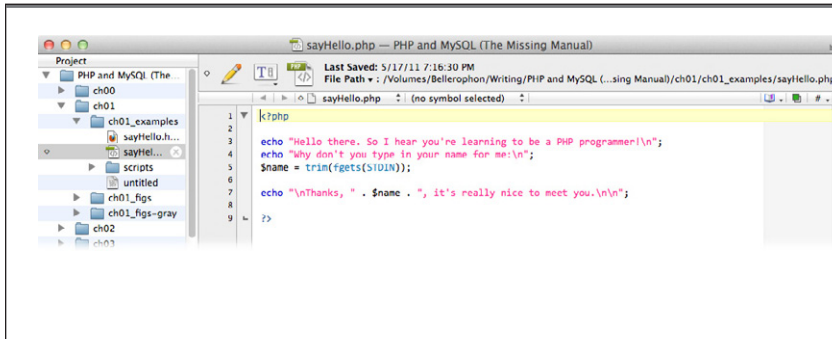 sayHello.php — PHP and MySQL (The Missing Manual)
Project
PHP and MySQL (The...
ch00
ch01
ch01_examples
sayHello.h...
sayHel...
scripts
untitled
ch01_figs
ch01_figs-gray
ch02
ch03
Last Saved: 5/17/11 7:16:30 PM
File Path ▾ : /Volumes/Bellerophon/Writing/PHP and MySQL (...sing Manual)/ch01/ch01_examples/sayHello.php
sayHello.php (no symbol selected) #
1 <?php
2
3 echo "Hello there. So I hear you're learning to be a PHP programmer!\n";
4 echo "Why don't you type in your name for me:\n";
5 $name = trim(fgets(STDIN));
6
7 echo "\nThanks, " . $name . ", it's really nice to meet you.\n\n";
8
9 ?>